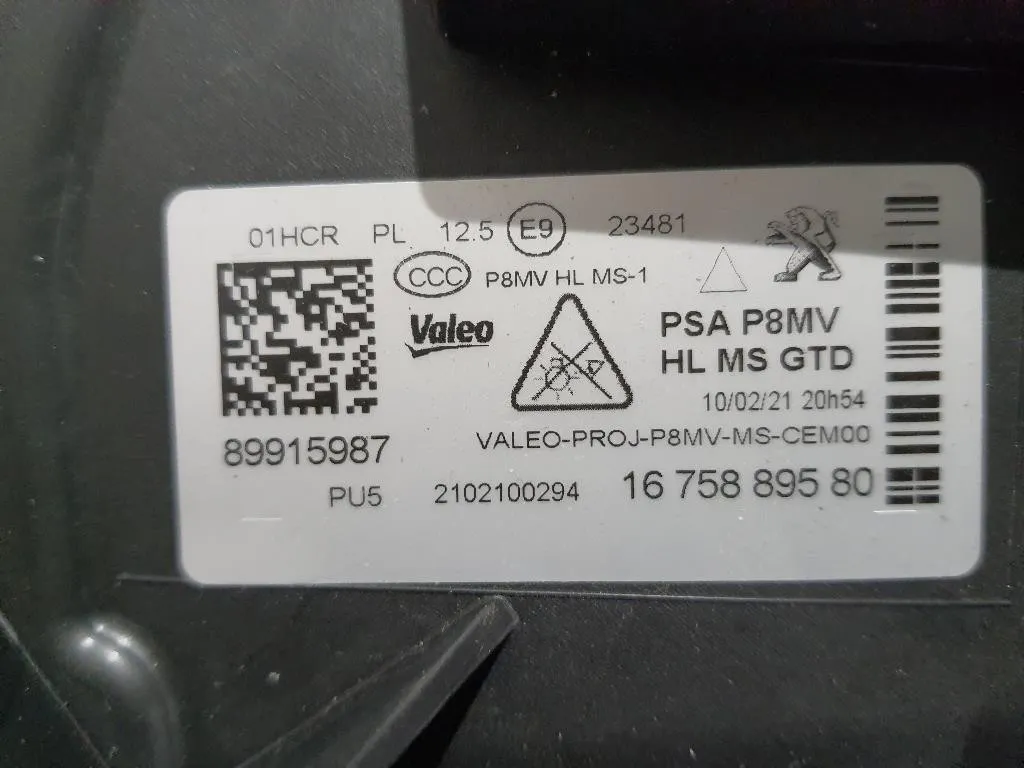 01HCR PL 12.5 E9 23481
CCC P8MV HL MS-1
Valeo
PSA P8MV
HL MS GTD
10/02/21 20h54
VALEO-PROJ-P8MV-MS-CEM00
89915987
PU5 2102100294 16 758 895 80